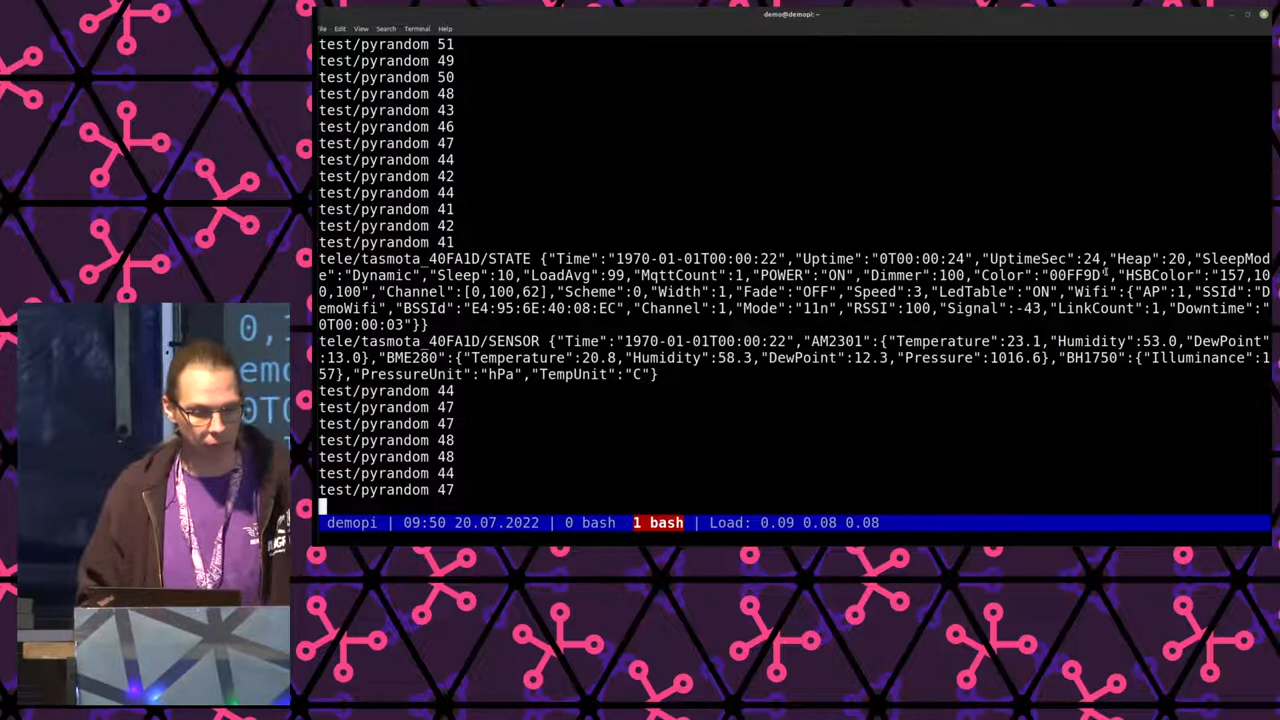 demo@demopi: ~
File Edit View Search Terminal Help
test/pyrandom 51
test/pyrandom 49
test/pyrandom 50
test/pyrandom 48
test/pyrandom 43
test/pyrandom 46
test/pyrandom 47
test/pyrandom 44
test/pyrandom 42
test/pyrandom 44
test/pyrandom 41
test/pyrandom 42
test/pyrandom 41
tele/tasmota_40FA1D/STATE {"Time":"1970-01-01T00:00:22","Uptime":"0T00:00:24","UptimeSec":24,"Heap":20,"SleepMod
e":"Dynamic","Sleep":10,"LoadAvg":99,"MqttCount":1,"POWER":"ON","Dimmer":100,"Color":"00FF9D","HSBColor":"157,10
0,100","Channel":[0,100,62],"Scheme":0,"Width":1,"Fade":"OFF","Speed":3,"LedTable":"ON","Wifi":{"AP":1,"SSId":"D
emoWifi","BSSId":"E4:95:6E:40:08:EC","Channel":1,"Mode":"11n","RSSI":100,"Signal":-43,"LinkCount":1,"Downtime":"
0T00:00:03"}}
tele/tasmota_40FA1D/SENSOR {"Time":"1970-01-01T00:00:22","AM2301":{"Temperature":23.1,"Humidity":53.0,"DewPoint"
:13.0},"BME280":{"Temperature":20.8,"Humidity":58.3,"DewPoint":12.3,"Pressure":1016.6},"BH1750":{"Illuminance":1
57},"PressureUnit":"hPa","TempUnit":"C"}
test/pyrandom 44
test/pyrandom 47
test/pyrandom 47
test/pyrandom 48
test/pyrandom 48
test/pyrandom 44
test/pyrandom 47
demopi | 09:50 20.07.2022 | 0 bash 1 bash | Load: 0.09 0.08 0.08